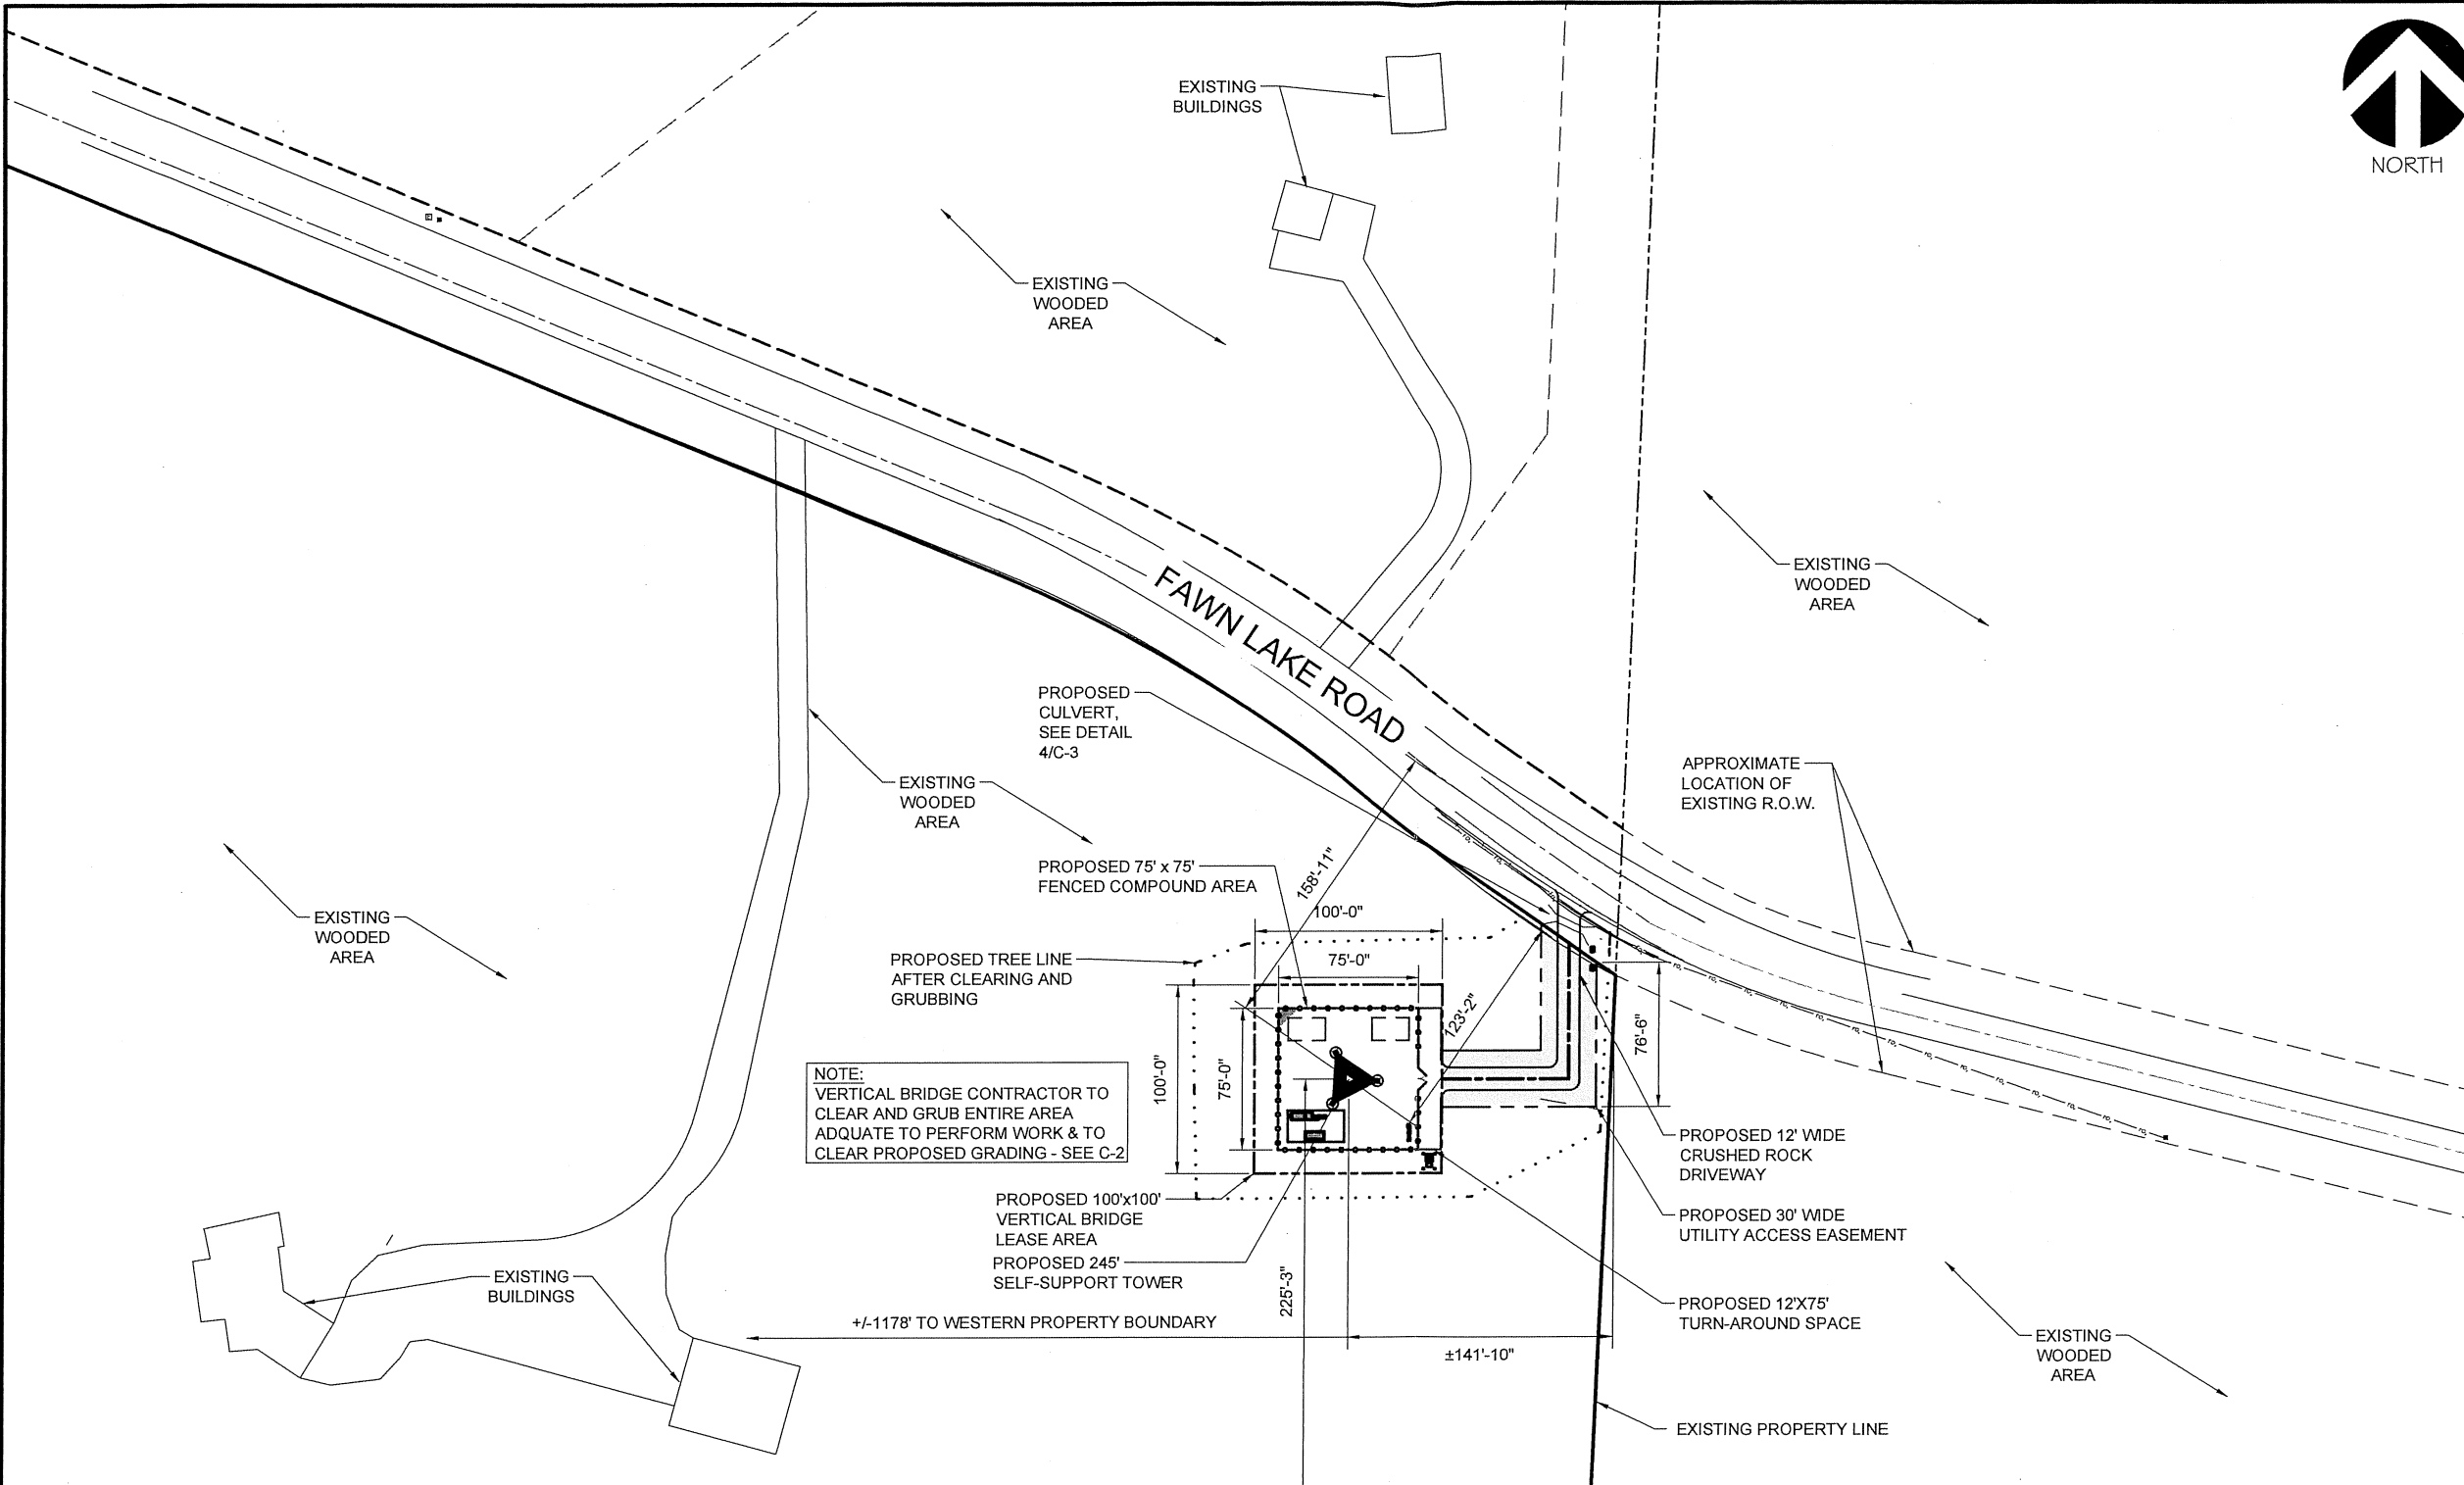 NORTH
EXISTING
BUILDINGS
EXISTING
WOODED
AREA
EXISTING
WOODED
AREA
FAWN LAKE ROAD
PROPOSED
CULVERT,
SEE DETAIL
4/C-3
APPROXIMATE
LOCATION OF
EXISTING R.O.W.
EXISTING
WOODED
AREA
PROPOSED 75' x 75'
FENCED COMPOUND AREA
158'-11"
100'-0"
EXISTING
WOODED
AREA
PROPOSED TREE LINE
AFTER CLEARING AND
GRUBBING
75'-0"
123'-2"
76'-6"
100'-0"
75'-0"
NOTE:
VERTICAL BRIDGE CONTRACTOR TO
CLEAR AND GRUB ENTIRE AREA
ADQUATE TO PERFORM WORK & TO
CLEAR PROPOSED GRADING - SEE C-2
PROPOSED 12' WIDE
CRUSHED ROCK
DRIVEWAY
PROPOSED 100'x100'
VERTICAL BRIDGE
LEASE AREA
PROPOSED 30' WIDE
UTILITY ACCESS EASEMENT
PROPOSED 245'
SELF-SUPPORT TOWER
225'-3"
EXISTING
BUILDINGS
PROPOSED 12'X75'
TURN-AROUND SPACE
+/-1178' TO WESTERN PROPERTY BOUNDARY
±141'-10"
EXISTING
WOODED
AREA
EXISTING PROPERTY LINE